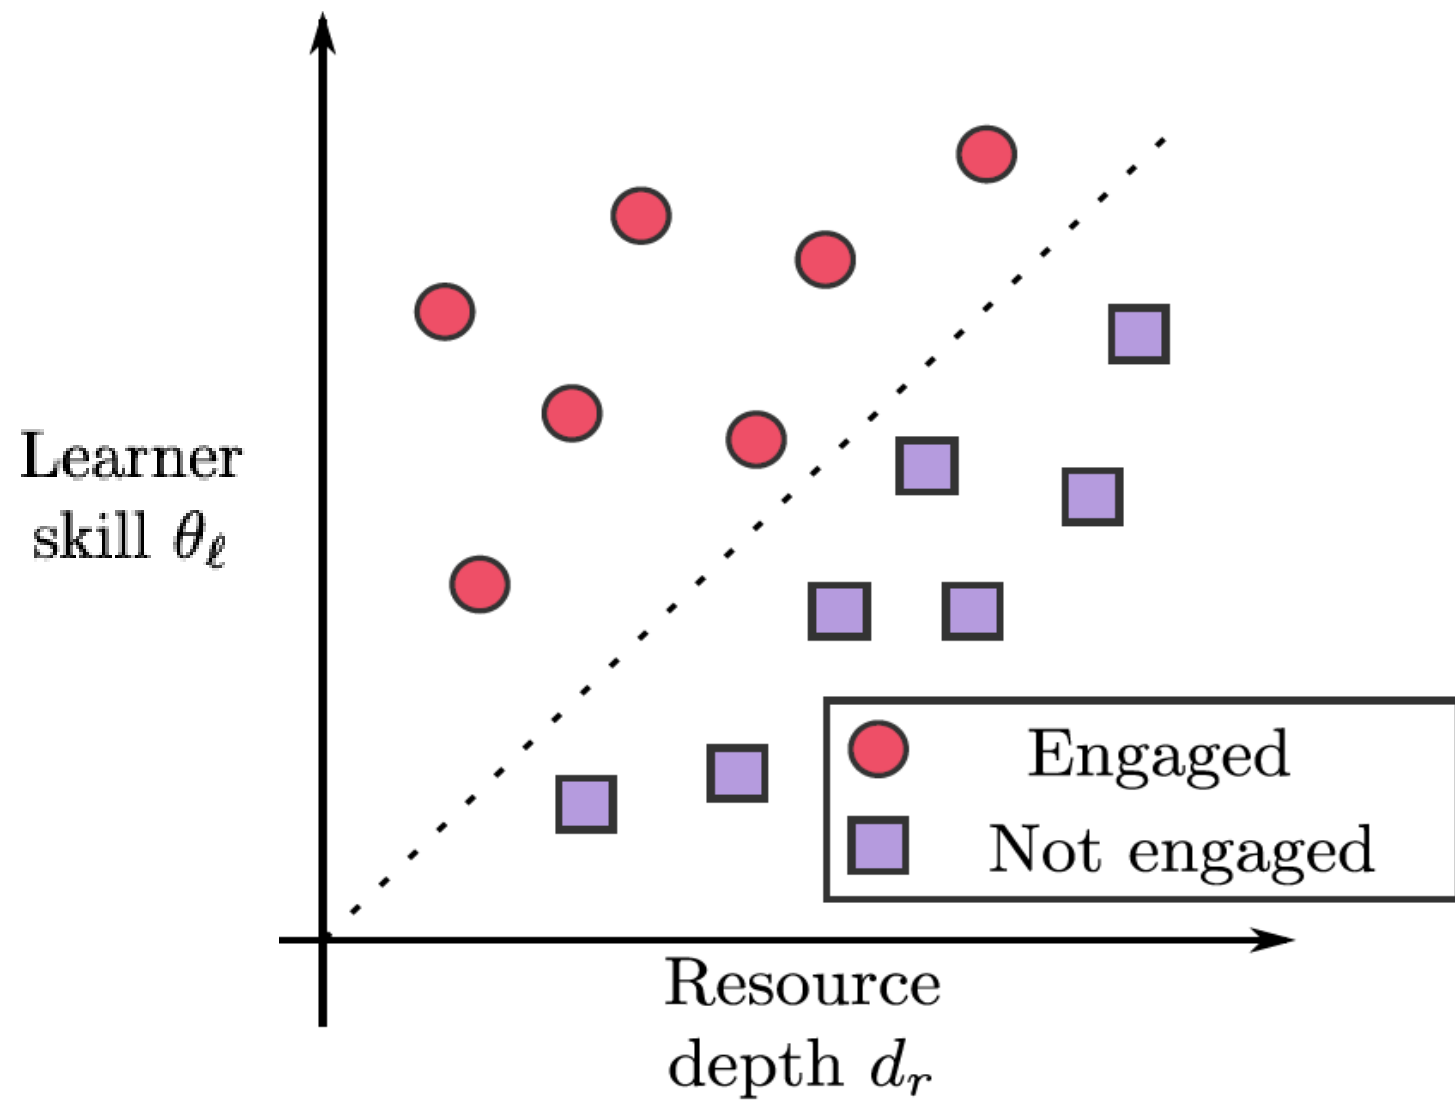 Learner
skill θℓ
Engaged
Not engaged
Resource
depth dr